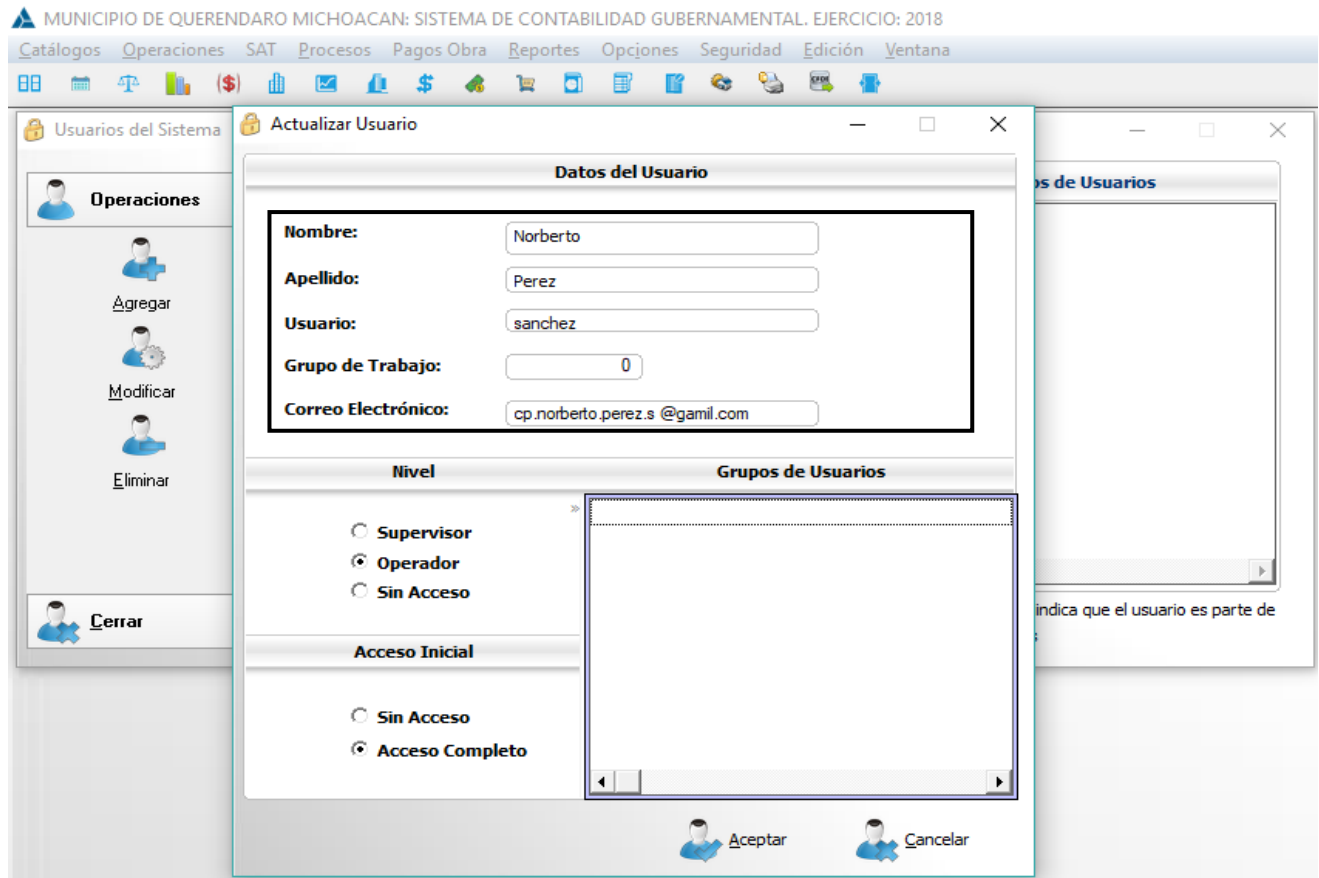 MUNICIPIO DE QUERENDARO MICHOACAN: SISTEMA DE CONTABILIDAD GUBERNAMENTAL. EJERCICIO: 2018
Catálogos Operaciones SAT Procesos Pagos Obra Reportes Opciones Seguridad Edición Ventana
Usuarios del Sistema
Actualizar Usuario
Datos del Usuario
os de Usuarios
Operaciones
Nombre: Norberto
Apellido: Perez
Agregar
Usuario: sanchez
Grupo de Trabajo: 0
Modificar
Correo Electrónico: cp.norberto.perez.s @gamil.com
Nivel
Grupos de Usuarios
Eliminar
Supervisor
Operador
Sin Acceso
indica que el usuario es parte de
Cerrar
Acceso Inicial
Sin Acceso
Acceso Completo
Aceptar
Cancelar